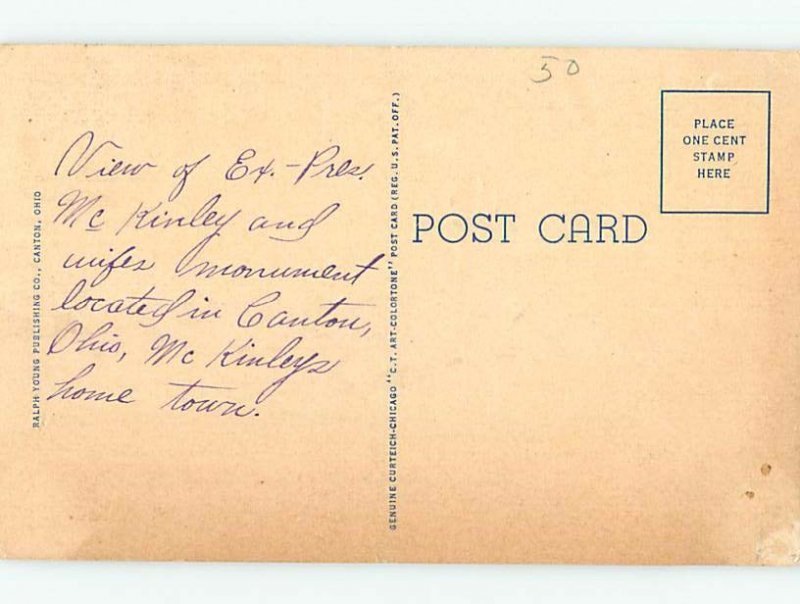 50
PLACE
ONE CENT
STAMP
HERE
View of Ex.-Pres.
Mc Kinley and
wifes monument
located in Canton,
Ohio, Mc Kinleys
home town.
POST CARD
RALPH YOUNG PUBLISHING CO., CANTON, OHIO
GENUINE CURTEICH-CHICAGO "C.T. ART-COLORTONE" POST CARD (REG. U.S. PAT. OFF.)